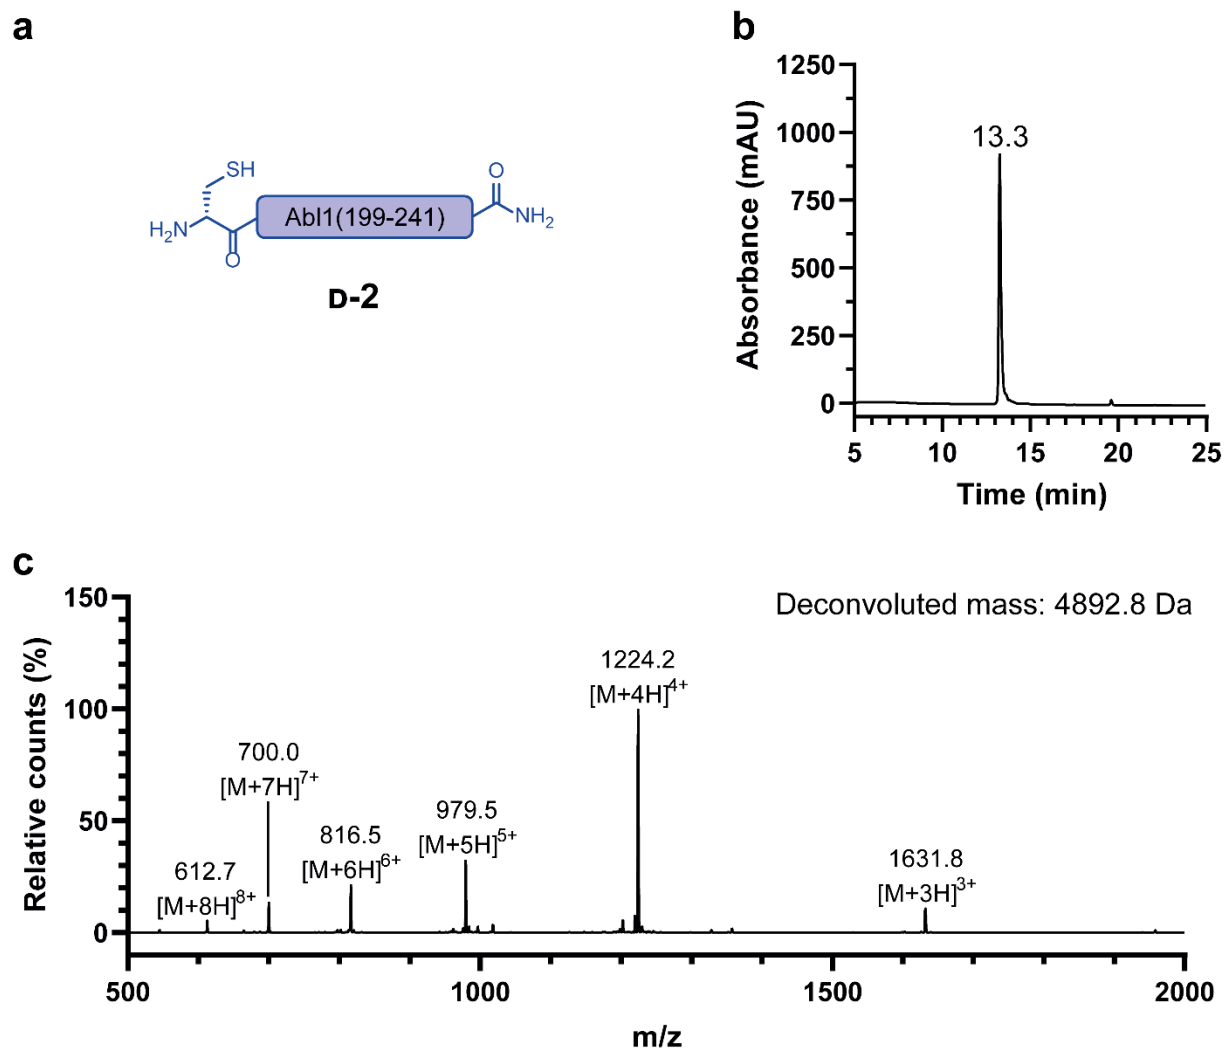 a
SH
H₂N
O
Abl1(199-241)
O
NH₂
D-2
b
1250
1000
750
500
250
0
Absorbance (mAU)
13.3
5 10 15 20 25
Time (min)
c
150
100
50
0
Relative counts (%)
Deconvoluted mass: 4892.8 Da
612.7
[M+8H]⁸⁺
700.0
[M+7H]⁷⁺
816.5
[M+6H]⁶⁺
979.5
[M+5H]⁵⁺
1224.2
[M+4H]⁴⁺
1631.8
[M+3H]³⁺
500 1000 1500 2000
m/z